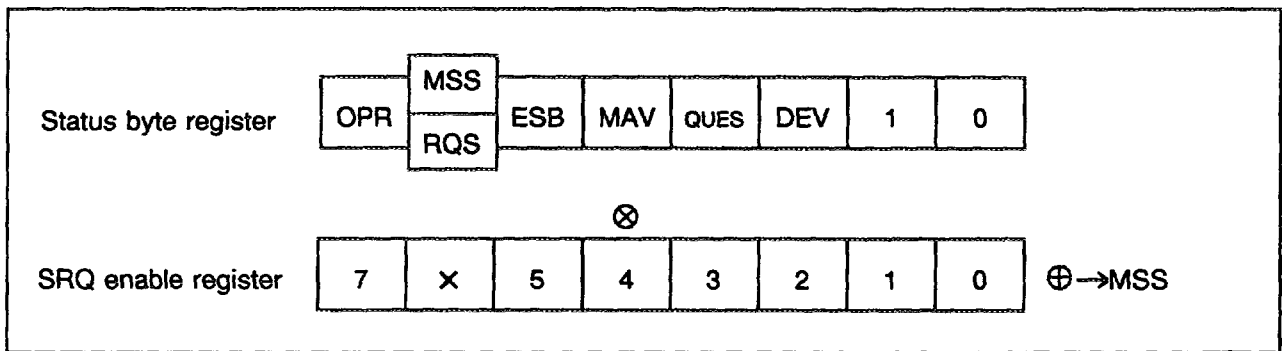 MSS
Status byte register OPR ESB MAV QUES DEV 1 0
RQS
⊗
SRQ enable register 7 × 5 4 3 2 1 0 ⊕→MSS